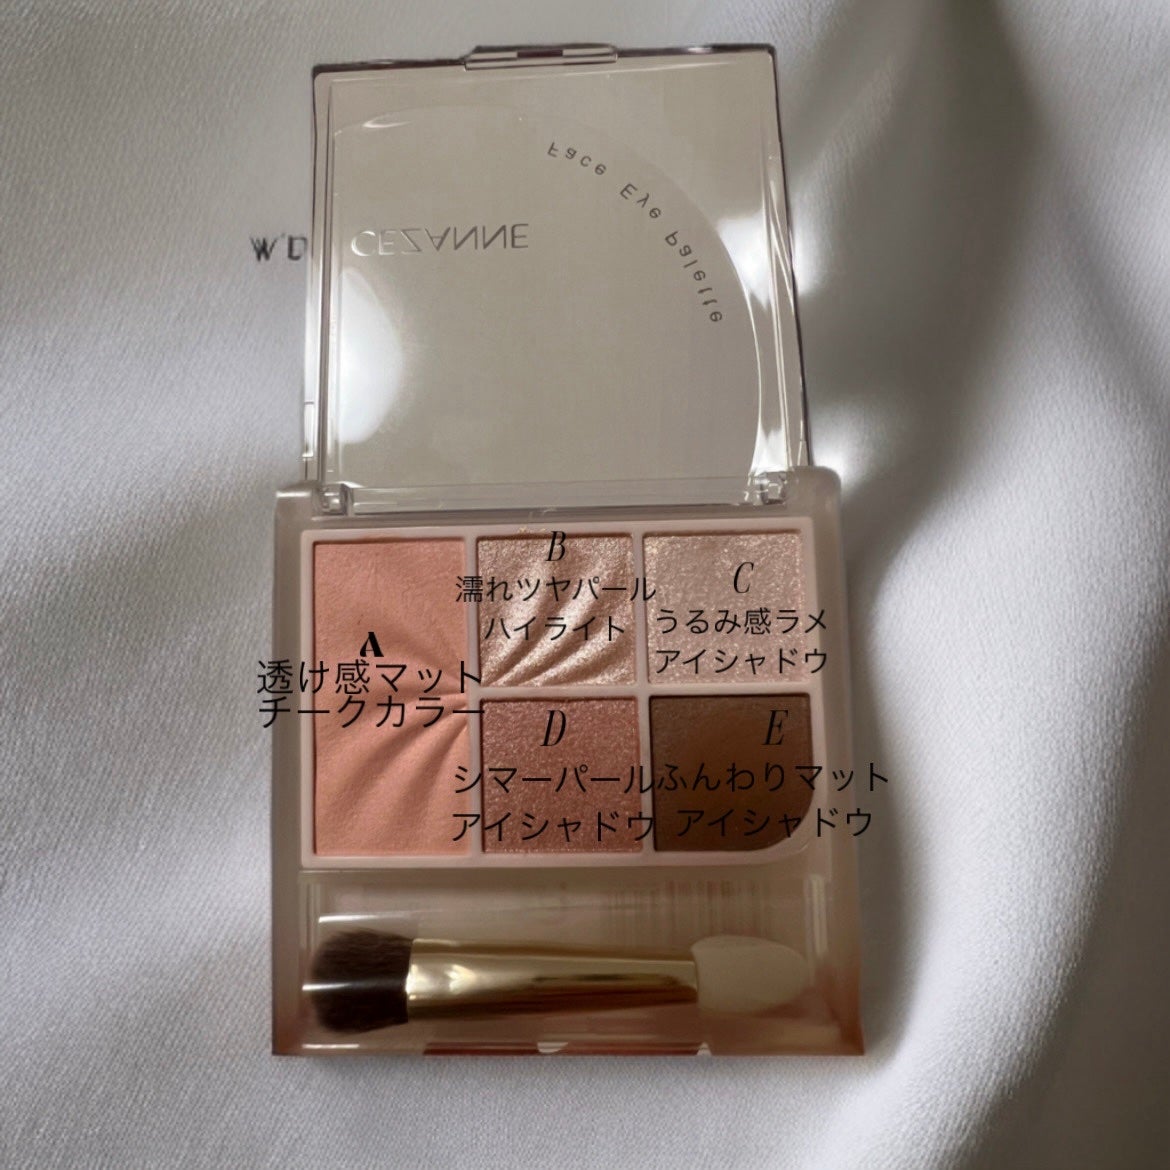 Face Eye Palette
CEZANNE
W'D
A
透け感マット
チークカラー
B
濡れツヤパール
ハイライト
C
うるみ感ラメ
アイシャドウ
D
シマーパール
アイシャドウ
E
ふんわりマット
アイシャドウ